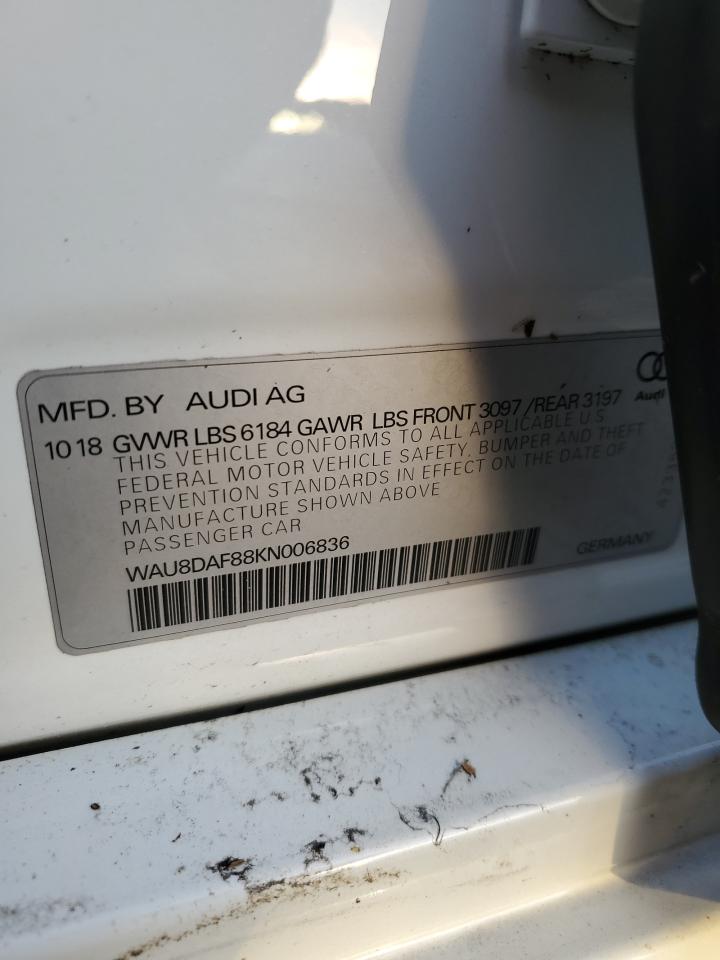 MFD. BY AUDI AG
10 18 GVWR LBS 6184 GAWR LBS FRONT 3097 /REAR 3197
THIS VEHICLE CONFORMS TO ALL APPLICABLE U.S
FEDERAL MOTOR VEHICLE SAFETY, BUMPER AND THEFT
PREVENTION STANDARDS IN EFFECT ON THE DATE OF
MANUFACTURE SHOWN ABOVE
PASSENGER CAR
WAU8DAF88KN006836
GERMANY
Audi